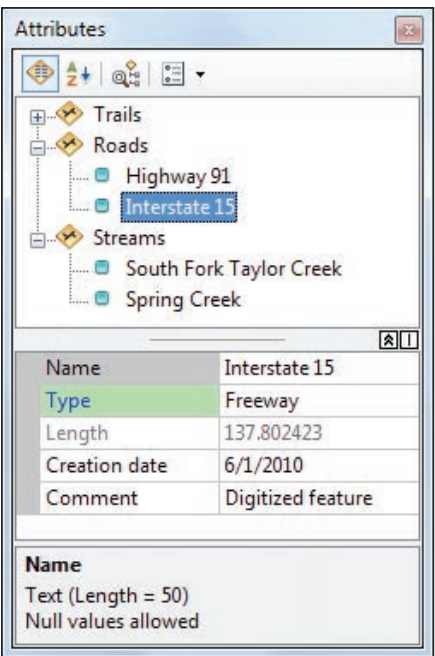 Attributes
A Z
Trails
Roads
Highway 91
Interstate 15
Streams
South Fork Taylor Creek
Spring Creek
Name Interstate 15
Type Freeway
Length 137.802423
Creation date 6/1/2010
Comment Digitized feature
Name
Text (Length = 50)
Null values allowed